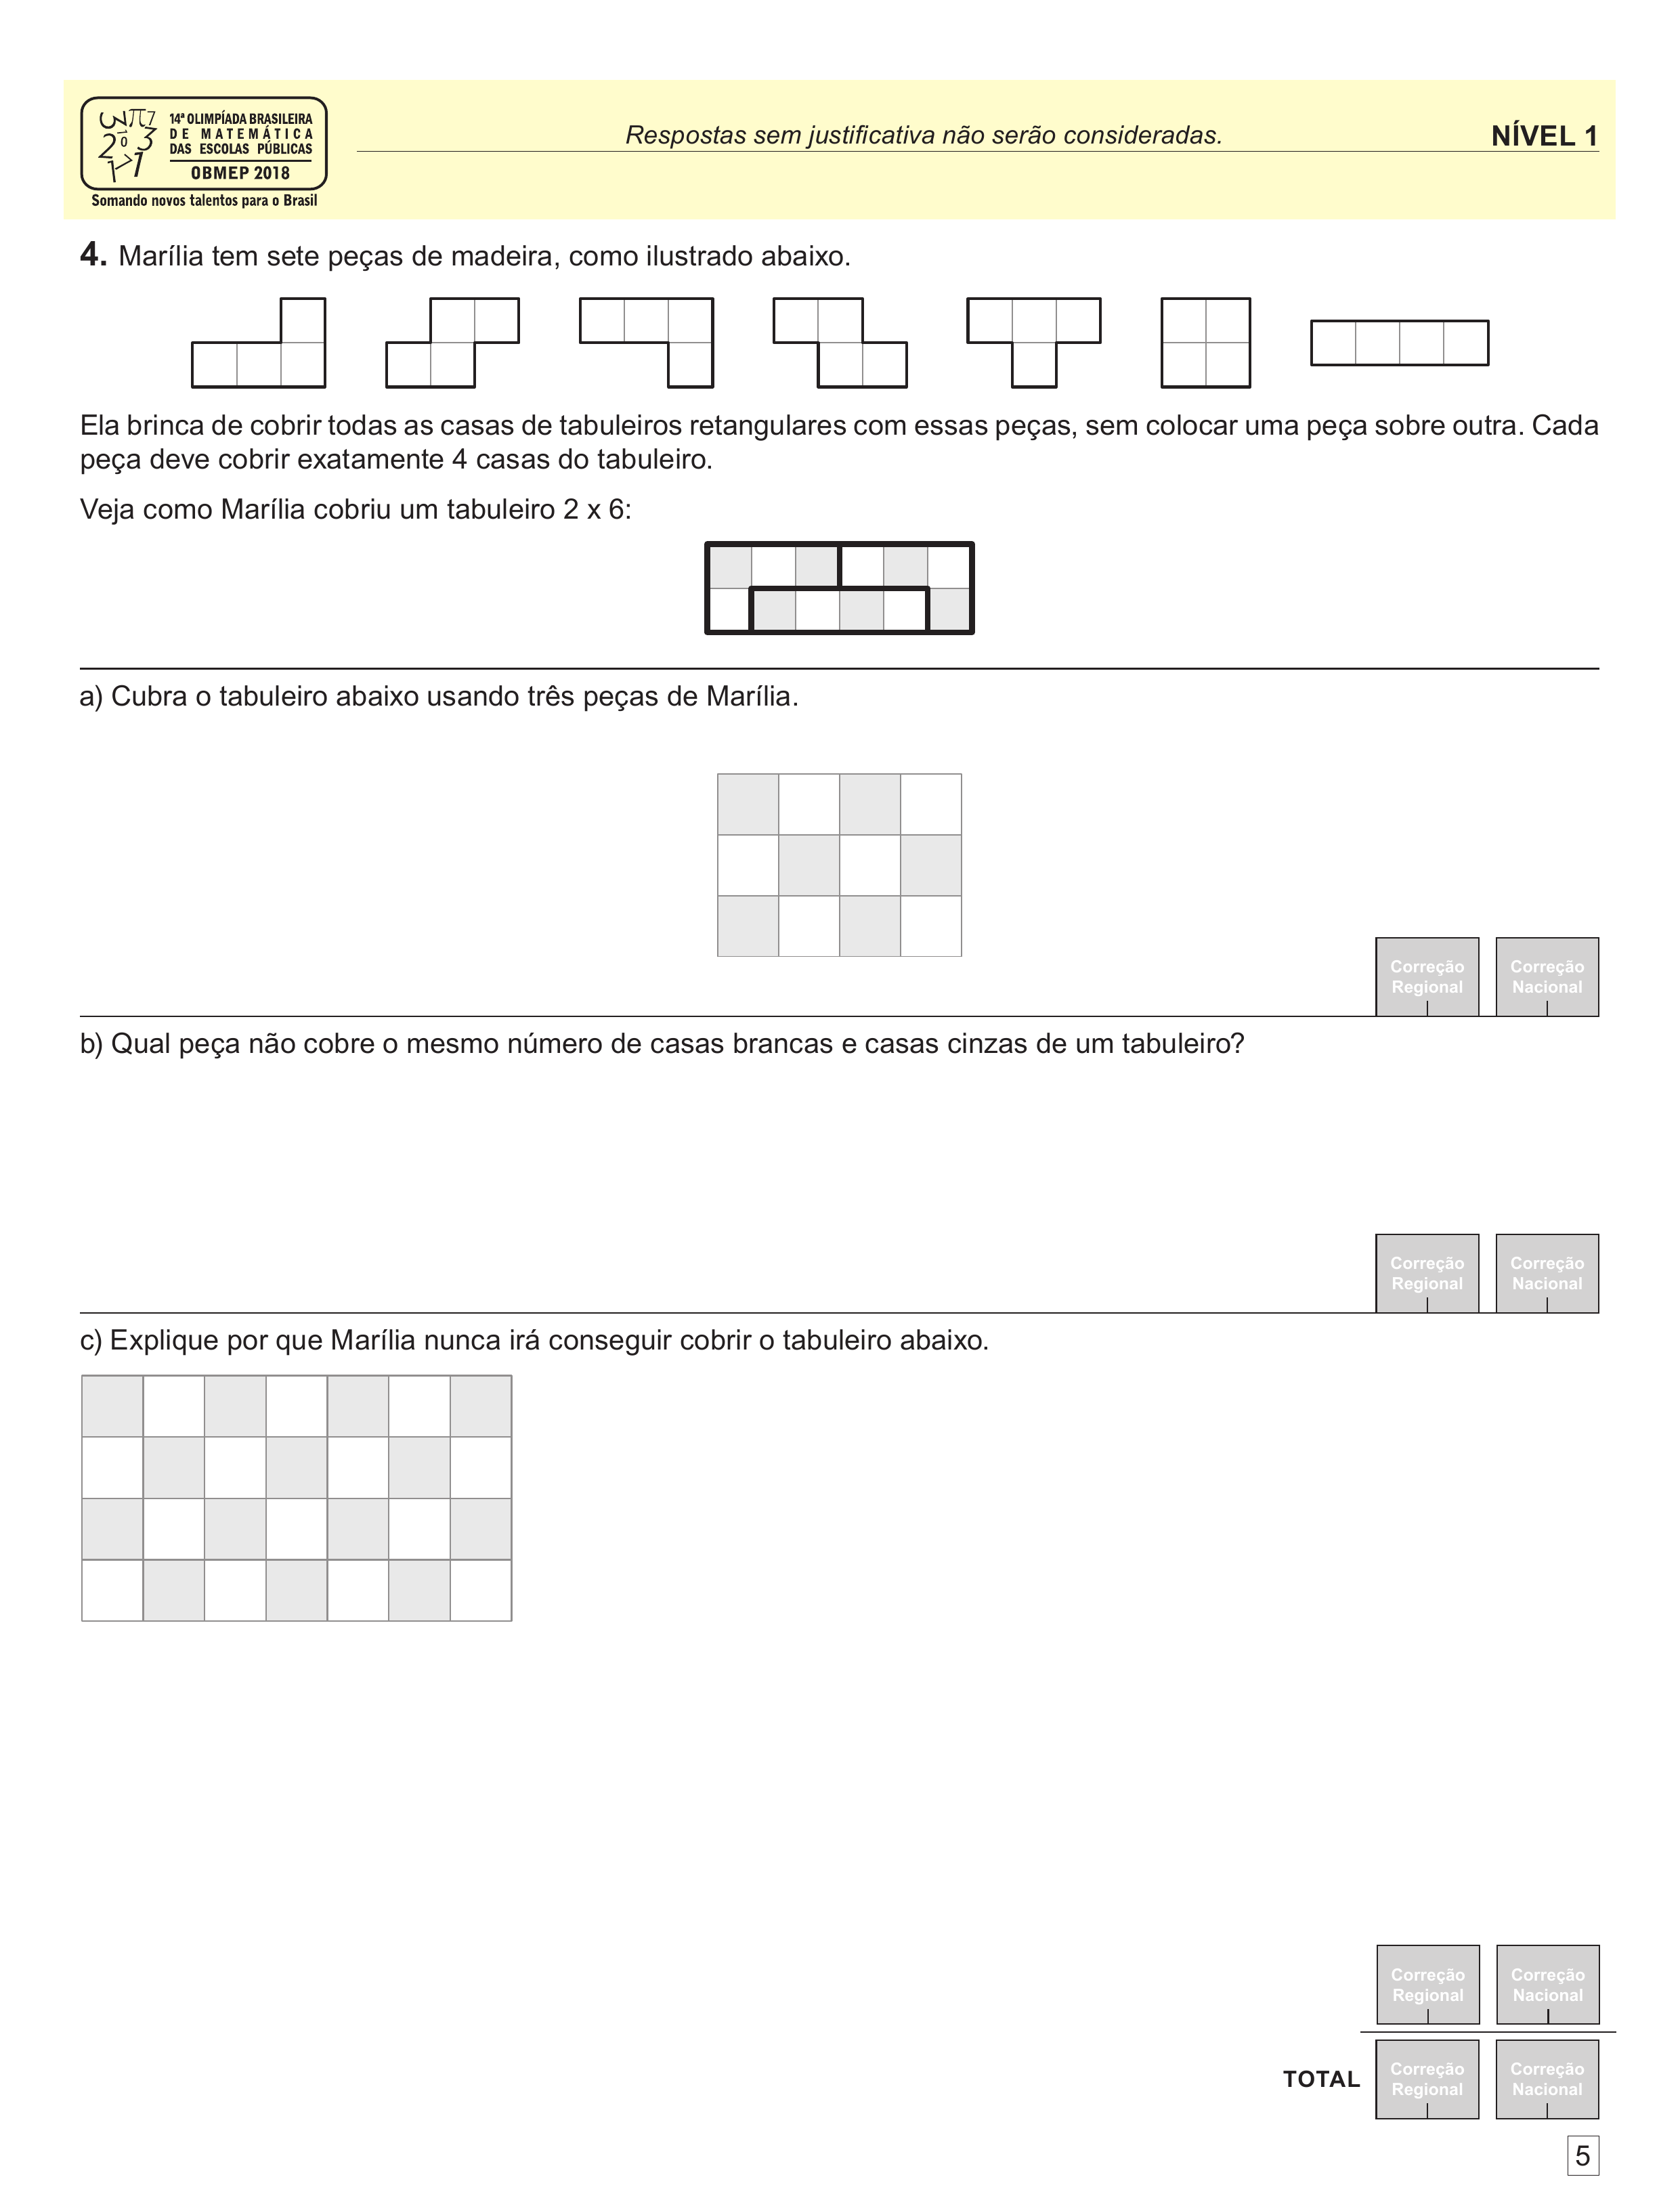 14ª OLIMPÍADA BRASILEIRA
DE MATEMÁTICA
DAS ESCOLAS PÚBLICAS
OBMEP 2018
Somando novos talentos para o Brasil
Respostas sem justificativa não serão consideradas.
NÍVEL 1
4. Marília tem sete peças de madeira, como ilustrado abaixo.
Ela brinca de cobrir todas as casas de tabuleiros retangulares com essas peças, sem colocar uma peça sobre outra. Cada
peça deve cobrir exatamente 4 casas do tabuleiro.
Veja como Marília cobriu um tabuleiro 2 x 6:
a) Cubra o tabuleiro abaixo usando três peças de Marília.
Correção Regional
Correção Nacional
b) Qual peça não cobre o mesmo número de casas brancas e casas cinzas de um tabuleiro?
Correção Regional
Correção Nacional
c) Explique por que Marília nunca irá conseguir cobrir o tabuleiro abaixo.
Correção Regional
Correção Nacional
TOTAL
Correção Regional
Correção Nacional
5